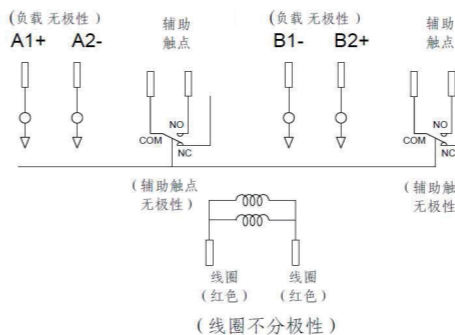 (负载 无极性)
A1+ A2-
辅助
触点
NO
COM
NC
(辅助触点
无极性)
(负载 无极性)
B1- B2+
辅助
触点
NO
COM
NC
(辅助触
无极性
线圈
(红色)
线圈
(红色)
(线圈不分极性)